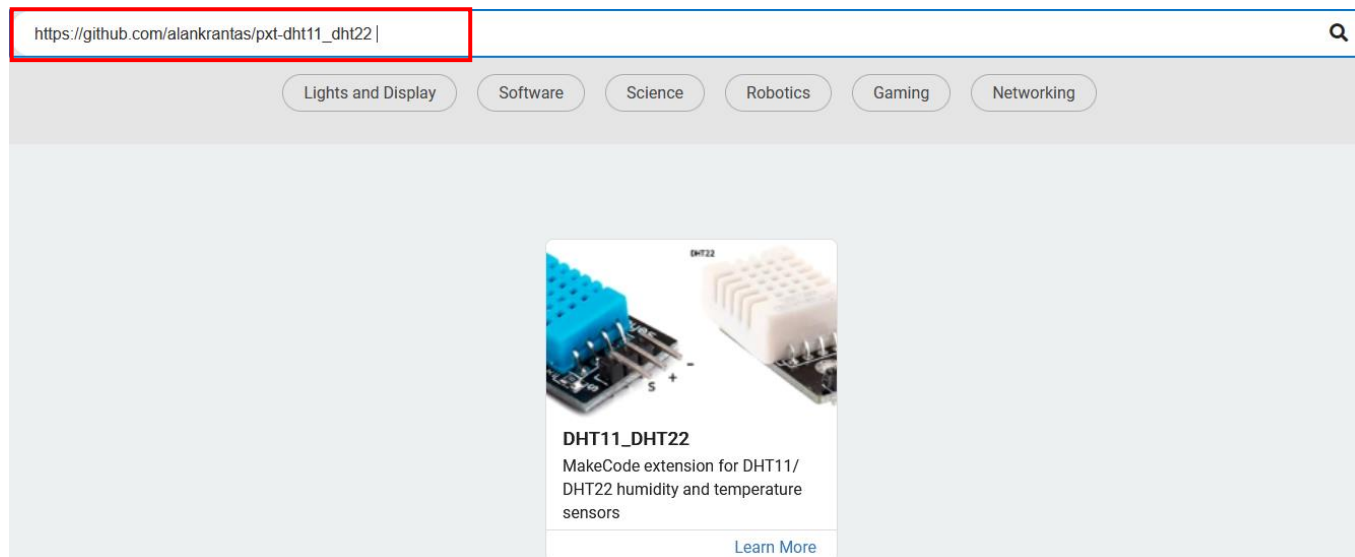 https://github.com/alankrantas/pxt-dht11_dht22
Lights and Display
Software
Science
Robotics
Gaming
Networking
DHT22
S + -
DHT11_DHT22
MakeCode extension for DHT11/
DHT22 humidity and temperature
sensors
Learn More